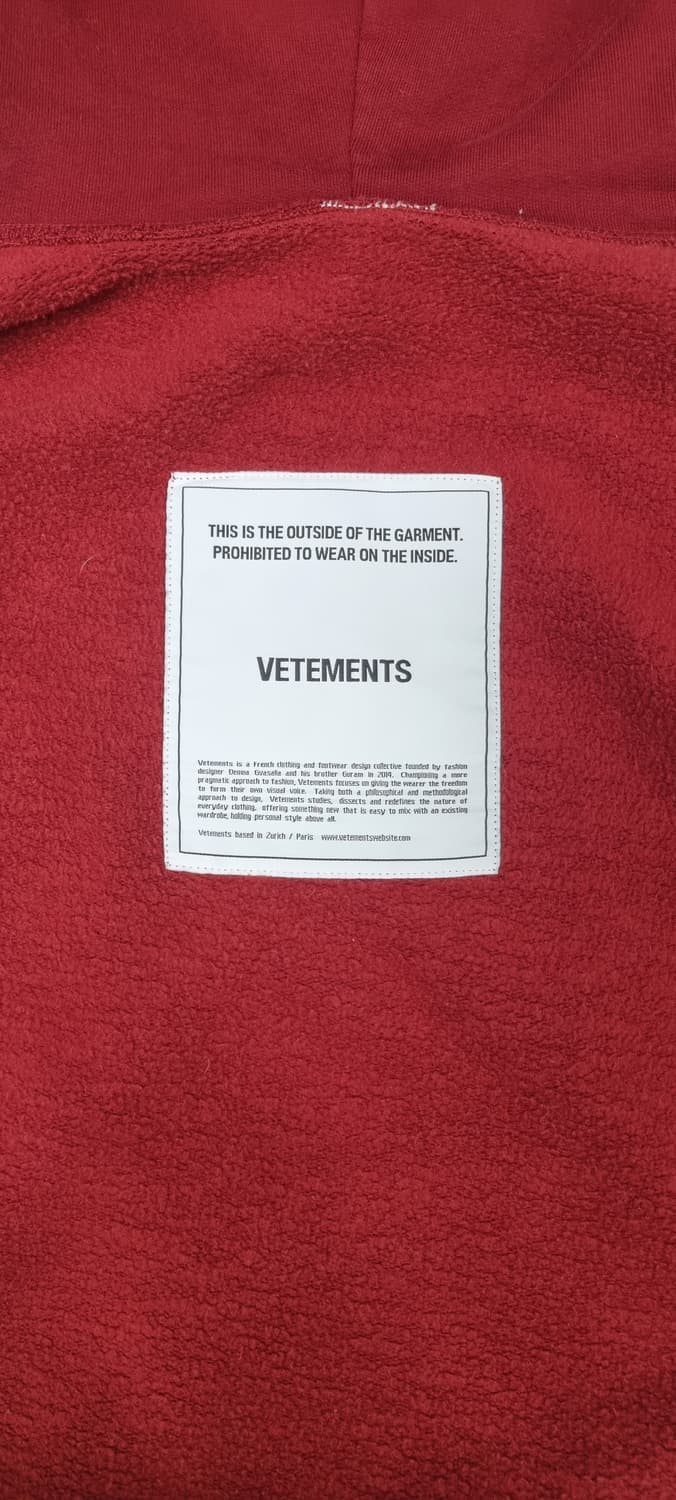 THIS IS THE OUTSIDE OF THE GARMENT.
PROHIBITED TO WEAR ON THE INSIDE.
VETEMENTS
Vetements is a French clothing and footwear design collective founded by fashion
designer Demna Gvasalia and his brother Guram in 2014. Championing a more
pragmatic approach to fashion, Vetements focuses on giving the wearer the freedom
to form their own visual voice. Taking both a philosophical and methodological
approach to design, Vetements studies, dissects and redefines the nature of
everyday clothing, offering something new that is easy to mix with an existing
wardrobe, holding personal style above all.
Vetements based in Zurich / Paris www.vetementswebsite.com